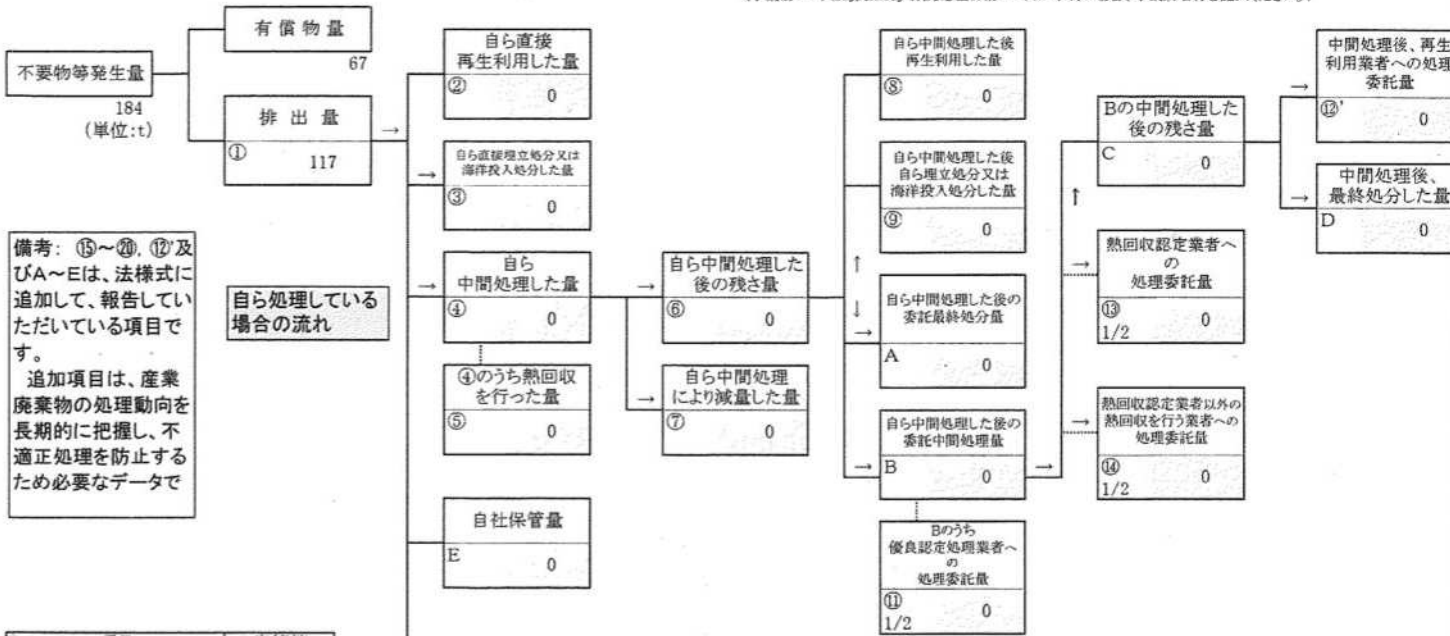 不要物等発生量
184
(単位:t)
有償物量
67
排出量
①
117
→
自ら直接
再生利用した量
②
0
→
自ら直接埋立処分又は
海洋投入処分した量
③
0
→
自ら
中間処理した量
④
0
④のうち熱回収
を行った量
⑤
0
自社保管量
E
0
備考: ⑮~⑳, ⑫'及
びA~Eは、法様式に
追加して、報告してい
ただいている項目で
す。
追加項目は、産業
廃棄物の処理動向を
長期的に把握し、不
適正処理を防止する
ため必要なデータで
自ら処理している
場合の流れ
→
自ら中間処理した
後の残さ量
⑥
0
→
自ら中間処理
により減量した量
⑦
0
自ら中間処理した後
再生利用した量
⑧
0
自ら中間処理した後
自ら埋立処分又は
海洋投入処分した量
⑨
0
↑
↓
→
自ら中間処理した後の
委託最終処分量
A
0
→
自ら中間処理した後の
委託中間処理量
B
0
Bのうち
優良認定処理業者へ
の
処理委託量
⑪
1/2
0
→
↑
Bの中間処理した
後の残さ量
C
0
→
熱回収認定業者へ
の
処理委託量
⑬
1/2
0
→
熱回収認定業者以外の
熱回収を行う業者への
処理委託量
⑭
1/2
0
→
中間処理後、再生
利用業者への処理
委託量
⑫'
0
→
中間処理後、
最終処分した量
D
0